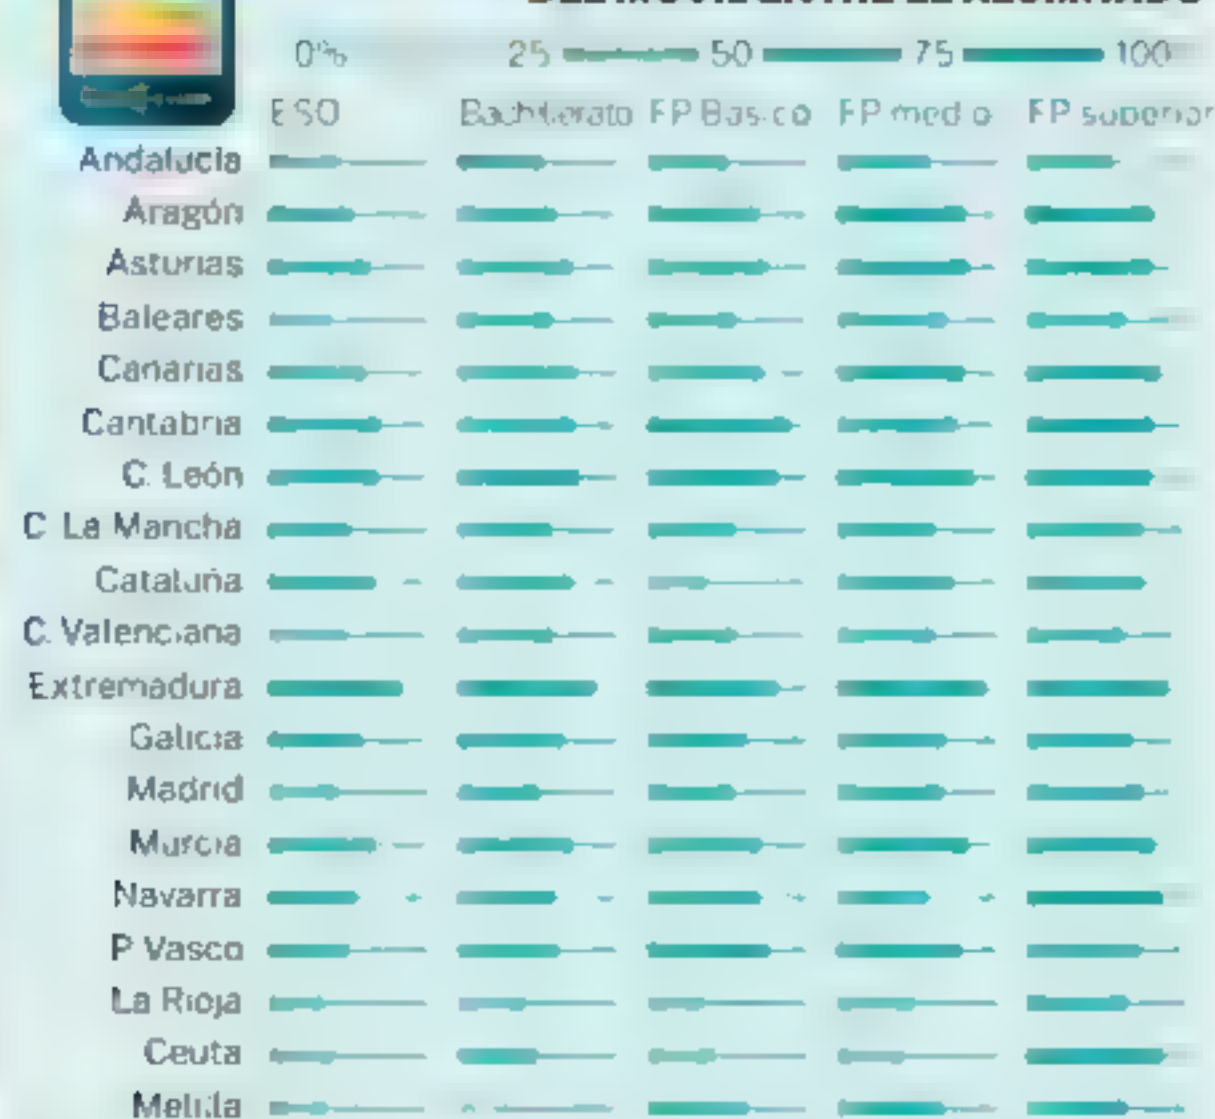 0% 25 50 75 100
ESO Bachillerato FP Básico FP medio FP superior
Andalucía
Aragón
Asturias
Baleares
Canarias
Cantabria
C. León
C. La Mancha
Cataluña
C. Valenciana
Extremadura
Galicia
Madrid
Murcia
Navarra
P. Vasco
La Rioja
Ceuta
Melilla